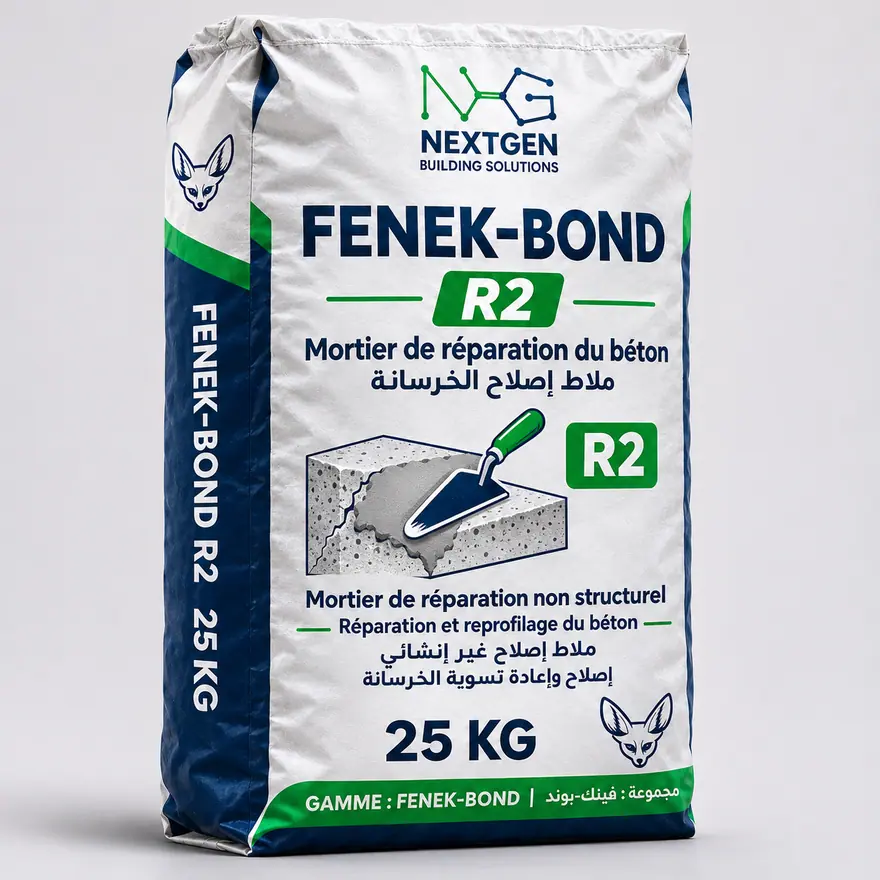 NG
NEXTGEN
BUILDING SOLUTIONS
FENEK-BOND
R2
Mortier de réparation du béton
ملاط إصلاح الخرسانة
R2
Mortier de réparation non structurel
Réparation et reprofilage du béton
ملاط إصلاح غير إنشائي
إصلاح وإعادة تسوية الخرسانة
25 KG
GAMME : FENEK-BOND | مجموعة : فينك-بوند
FENEK-BOND R2 25 KG